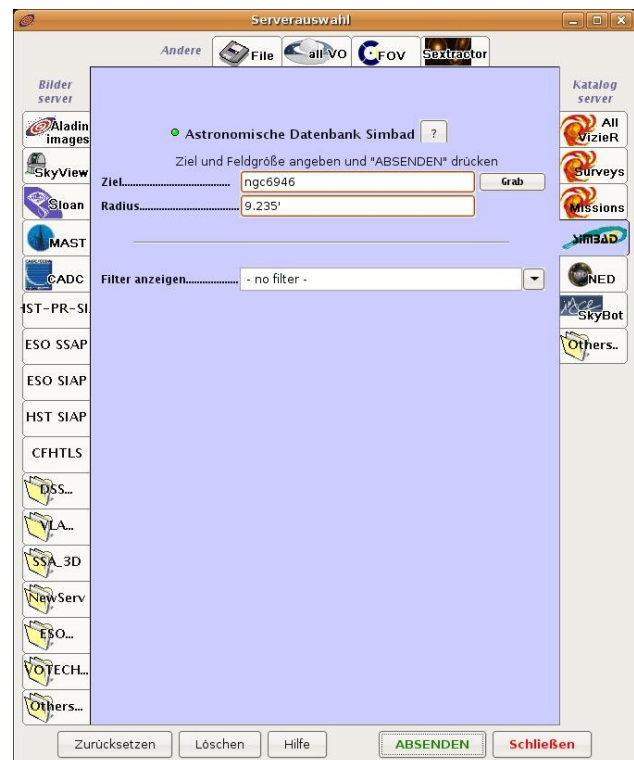 Serverauswahl
Andere File all-VO FOV Sextractor
Bilder server
Katalog server
Aladin images
SkyView
Sloan
MAST
CADC
HST-PR-SI
ESO SSAP
ESO SIAP
HST SIAP
CFHTLS
DSS...
VLA...
SSA_3D
NewServ
ESO...
VOTECH...
Others...
Astronomische Datenbank Simbad ?
Ziel und Feldgröße angeben und "ABSENDEN" drücken
Ziel................................. ngc6946 Grab
Radius............................. 9.235'
Filter anzeigen................ - no filter -
All VizieR
Surveys
Missions
SIMBAD
NED
SkyBot
Others..
Zurücksetzen Löschen Hilfe ABSENDEN Schließen